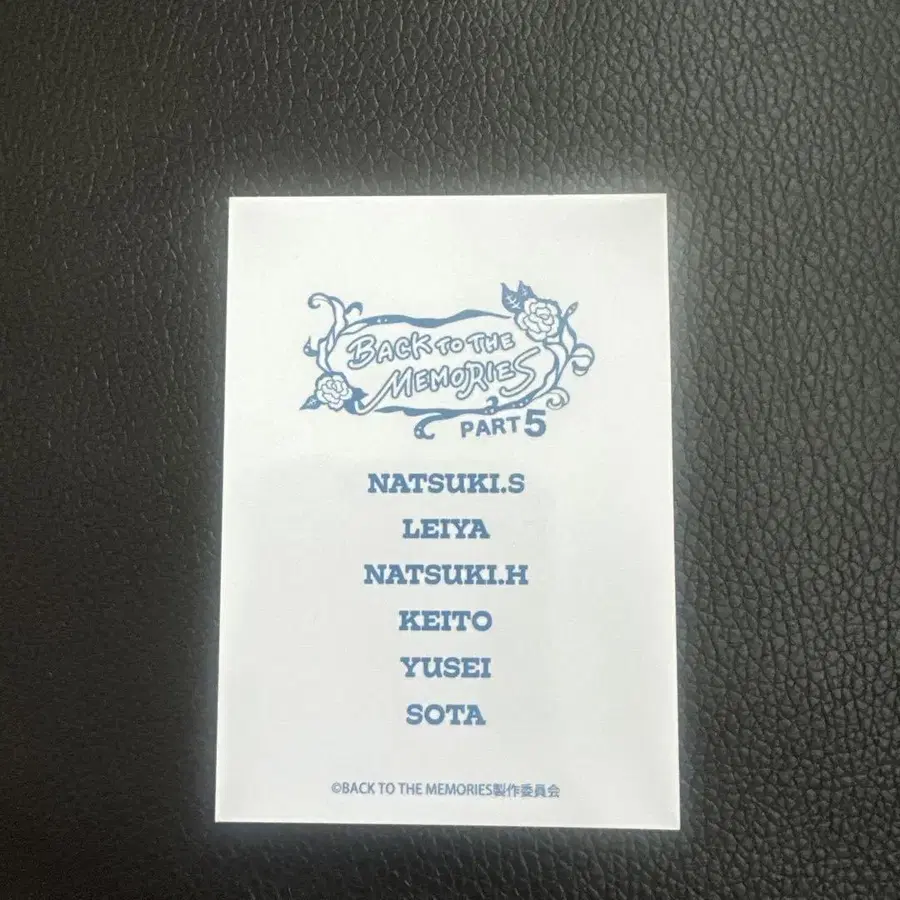 BACK TO THE
MEMORIES
PART 5
NATSUKI.S
LEIYA
NATSUKI.H
KEITO
YUSEI
SOTA
©BACK TO THE MEMORIES製作委員会